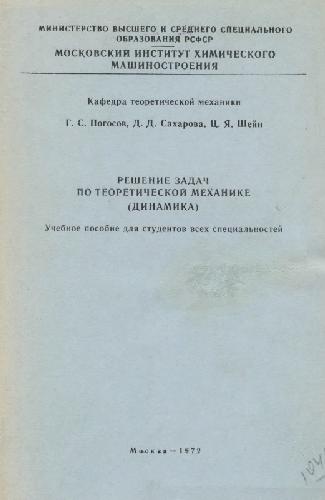 МИНИСТЕРСТВО ВЫСШЕГО И СРЕДНЕГО СПЕЦИАЛЬНОГО
ОБРАЗОВАНИЯ РСФСР
МОСКОВСКИЙ ИНСТИТУТ ХИМИЧЕСКОГО
МАШИНОСТРОЕНИЯ
Кафедра теоретической механики
Г. С. Погосов, Д. Д. Сахарова, Ц. Я. Шейн
РЕШЕНИЕ ЗАДАЧ
ПО ТЕОРЕТИЧЕСКОЙ МЕХАНИКЕ
(ДИНАМИКА)
Учебное пособие для студентов всех специальностей
Москва — 1972